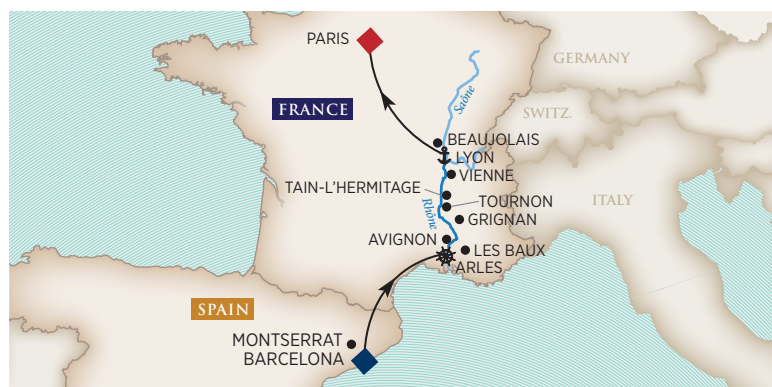 PARIS
GERMANY
Saône
FRANCE
SWITZ.
BEAUJOLAIS
LYON
VIENNE
TAIN-L'HERMITAGE
TOURNON
ITALY
Rhône
GRIGNAN
AVIGNON
LES BAUX
ARLES
SPAIN
MONTSERRAT
BARCELONA